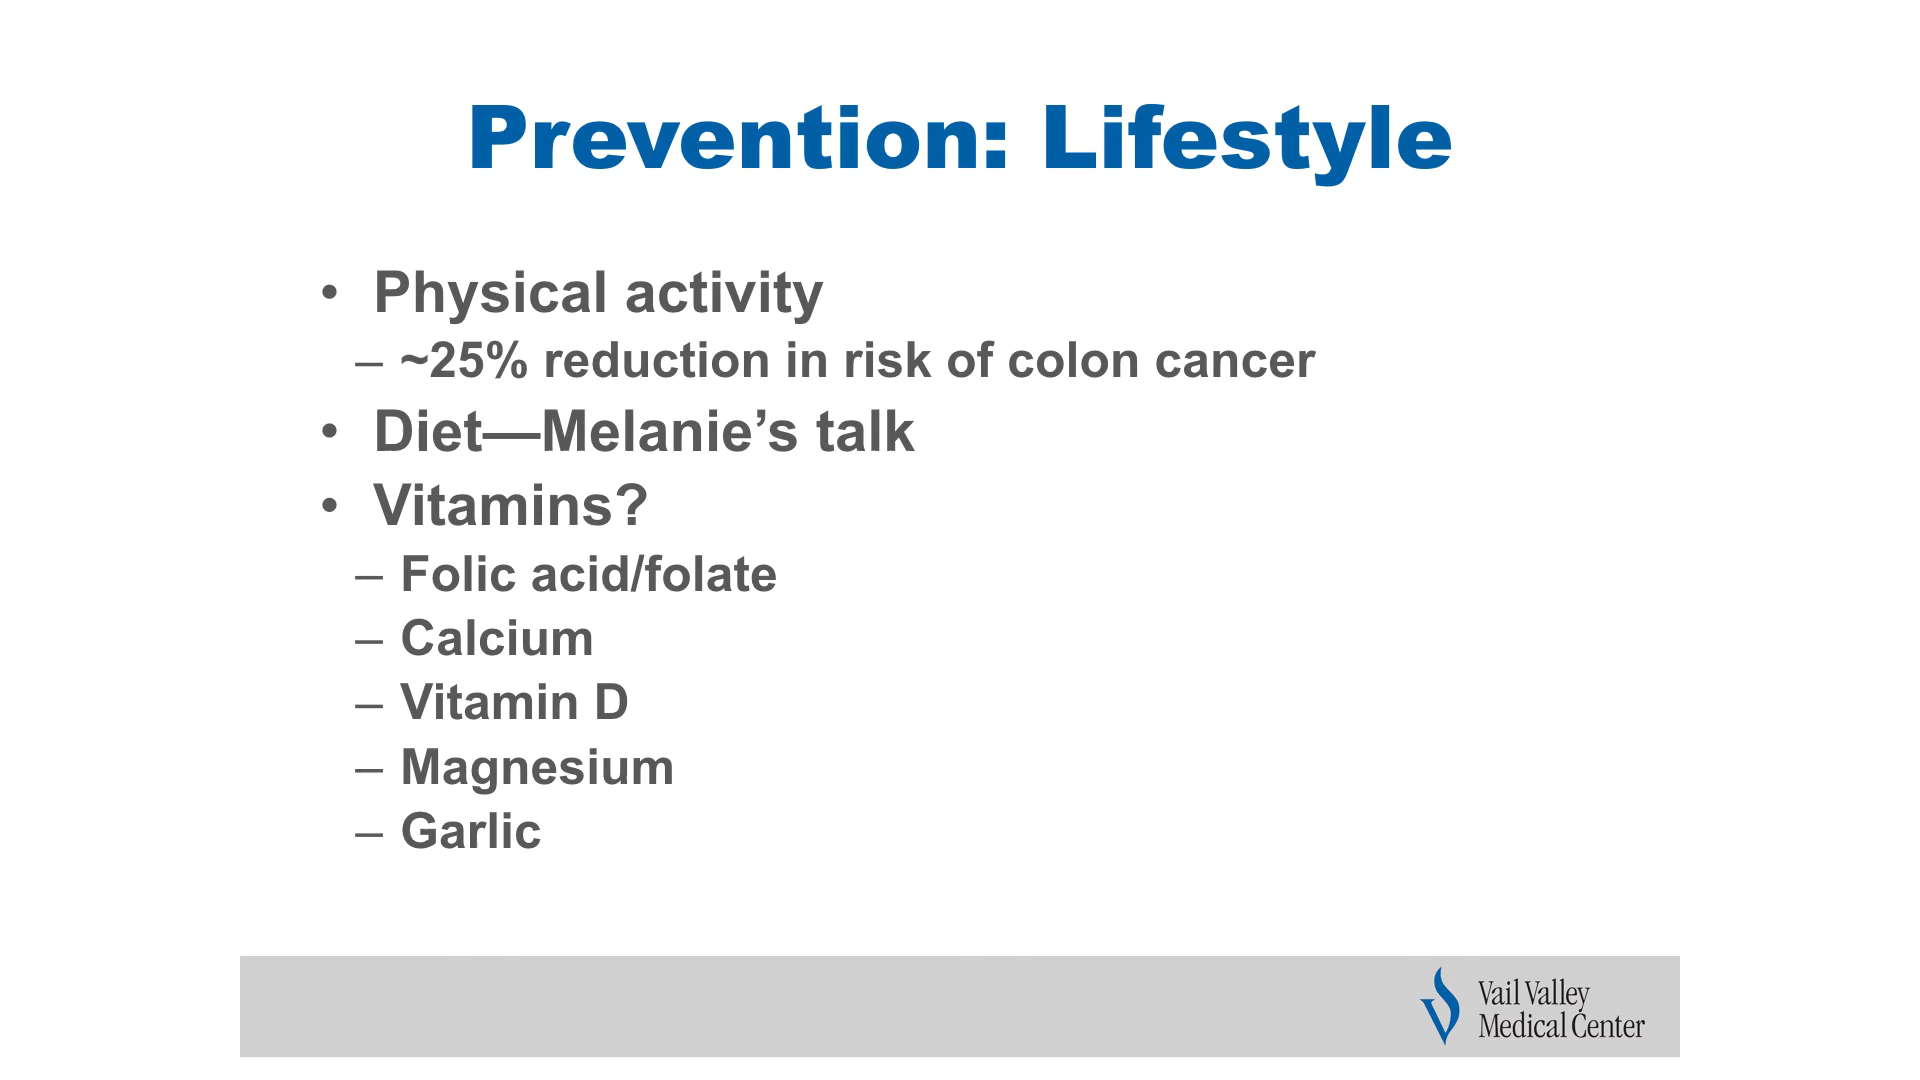 Prevention: Lifestyle
• Physical activity
– ~25% reduction in risk of colon cancer
• Diet—Melanie’s talk
• Vitamins?
– Folic acid/folate
– Calcium
– Vitamin D
– Magnesium
– Garlic
Vail Valley
Medical Center